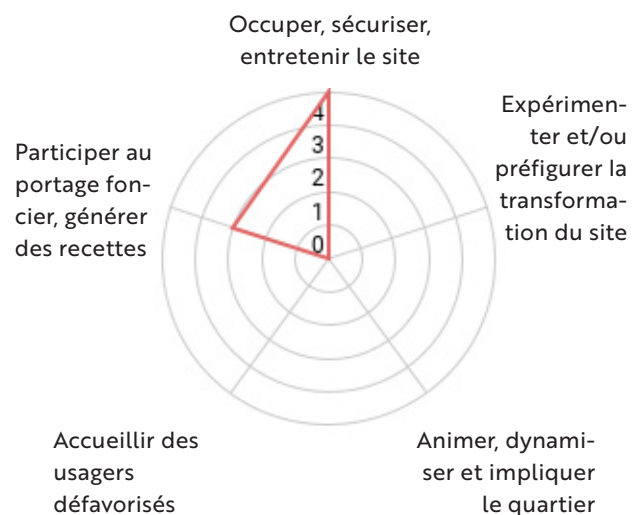 Occuper, sécuriser,
entretenir le site
Expérimen-
ter et/ou
préfigurer la
transforma-
tion du site
Participer au
portage fon-
cier, générer
des recettes
4
3
2
1
0
Accueillir des
usagers
défavorisés
Animer, dynami-
ser et impliquer
le quartier